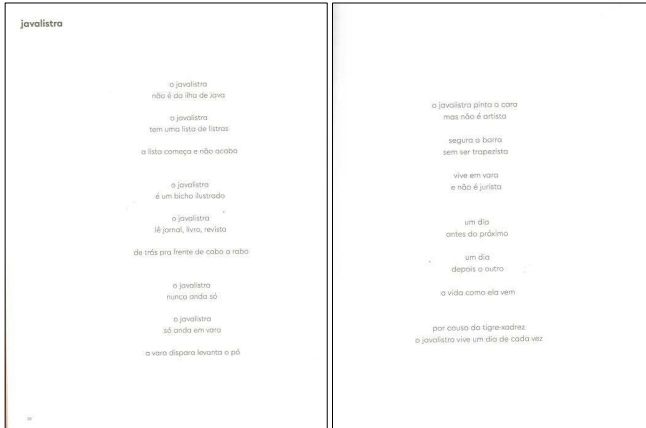 javalistra
o javalistra
não é da ilha de Java
o javalistra
tem uma lista de listras
a lista começa e não acaba
o javalistra
é um bicho ilustrado
o javalistra
lê jornal, livro, revista
de trás pra frente de cabo a rabo
o javalistra
nunca anda só
o javalistra
só anda em vara
a vara dispara levanta o pó
o javalistra pinta a cara
mas não é artista
segura a barra
sem ser trapezista
vive em vara
e não é jurista
um dia
antes do próximo
um dia
depois o outro
a vida como ela vem
por causa do tigre-xadrez
o javalistra vive um dia de cada vez